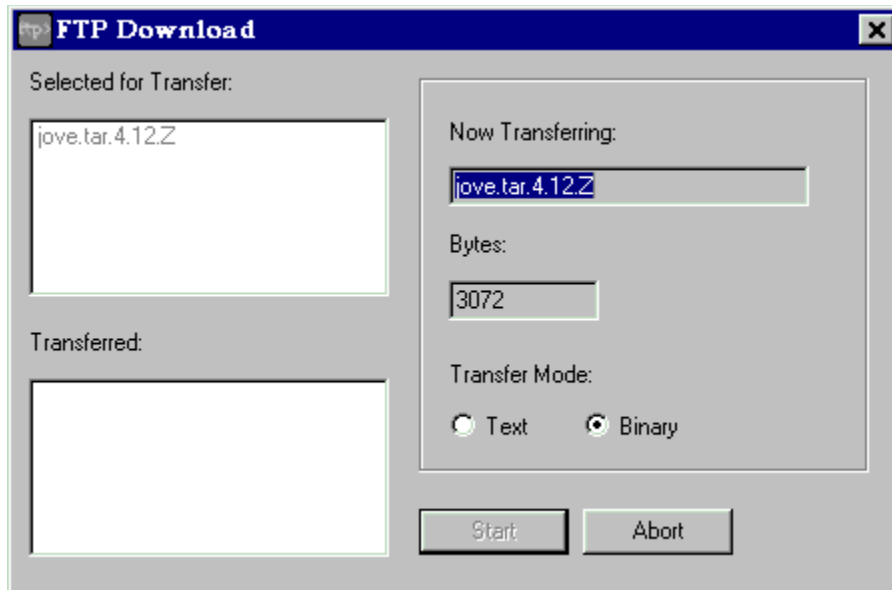 ftp>
FTP Download
Selected for Transfer:
jove.tar.4.12.Z
Transferred:
Now Transferring:
jove.tar.4.12.Z
Bytes:
3072
Transfer Mode:
Text
Binary
Start
Abort